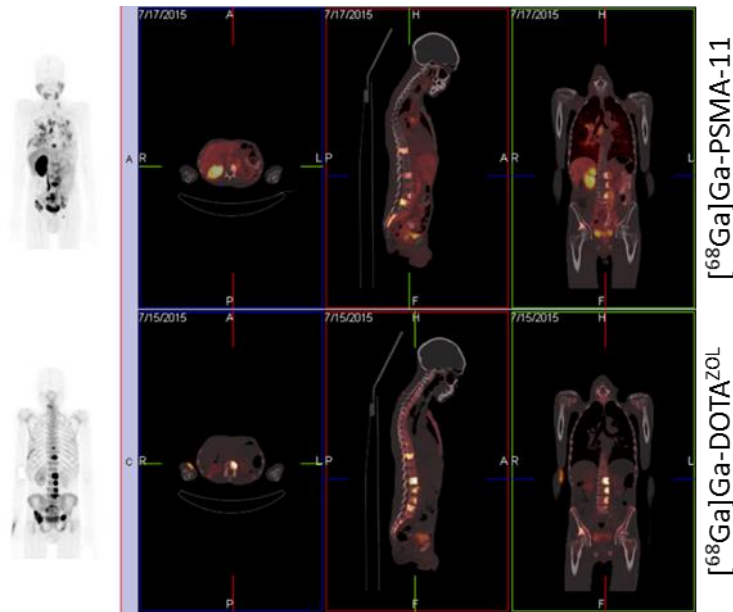 7/17/2015
A
7/17/2015
H
7/17/2015
H
A
R
L
P
A
R
L
P
F
F
[⁶⁸Ga]Ga-PSMA-11
7/15/2015
A
7/15/2015
H
7/15/2015
H
C
R
L
P
A
R
L
P
F
F
[⁶⁸Ga]Ga-DOTAᶻᴼᴸ